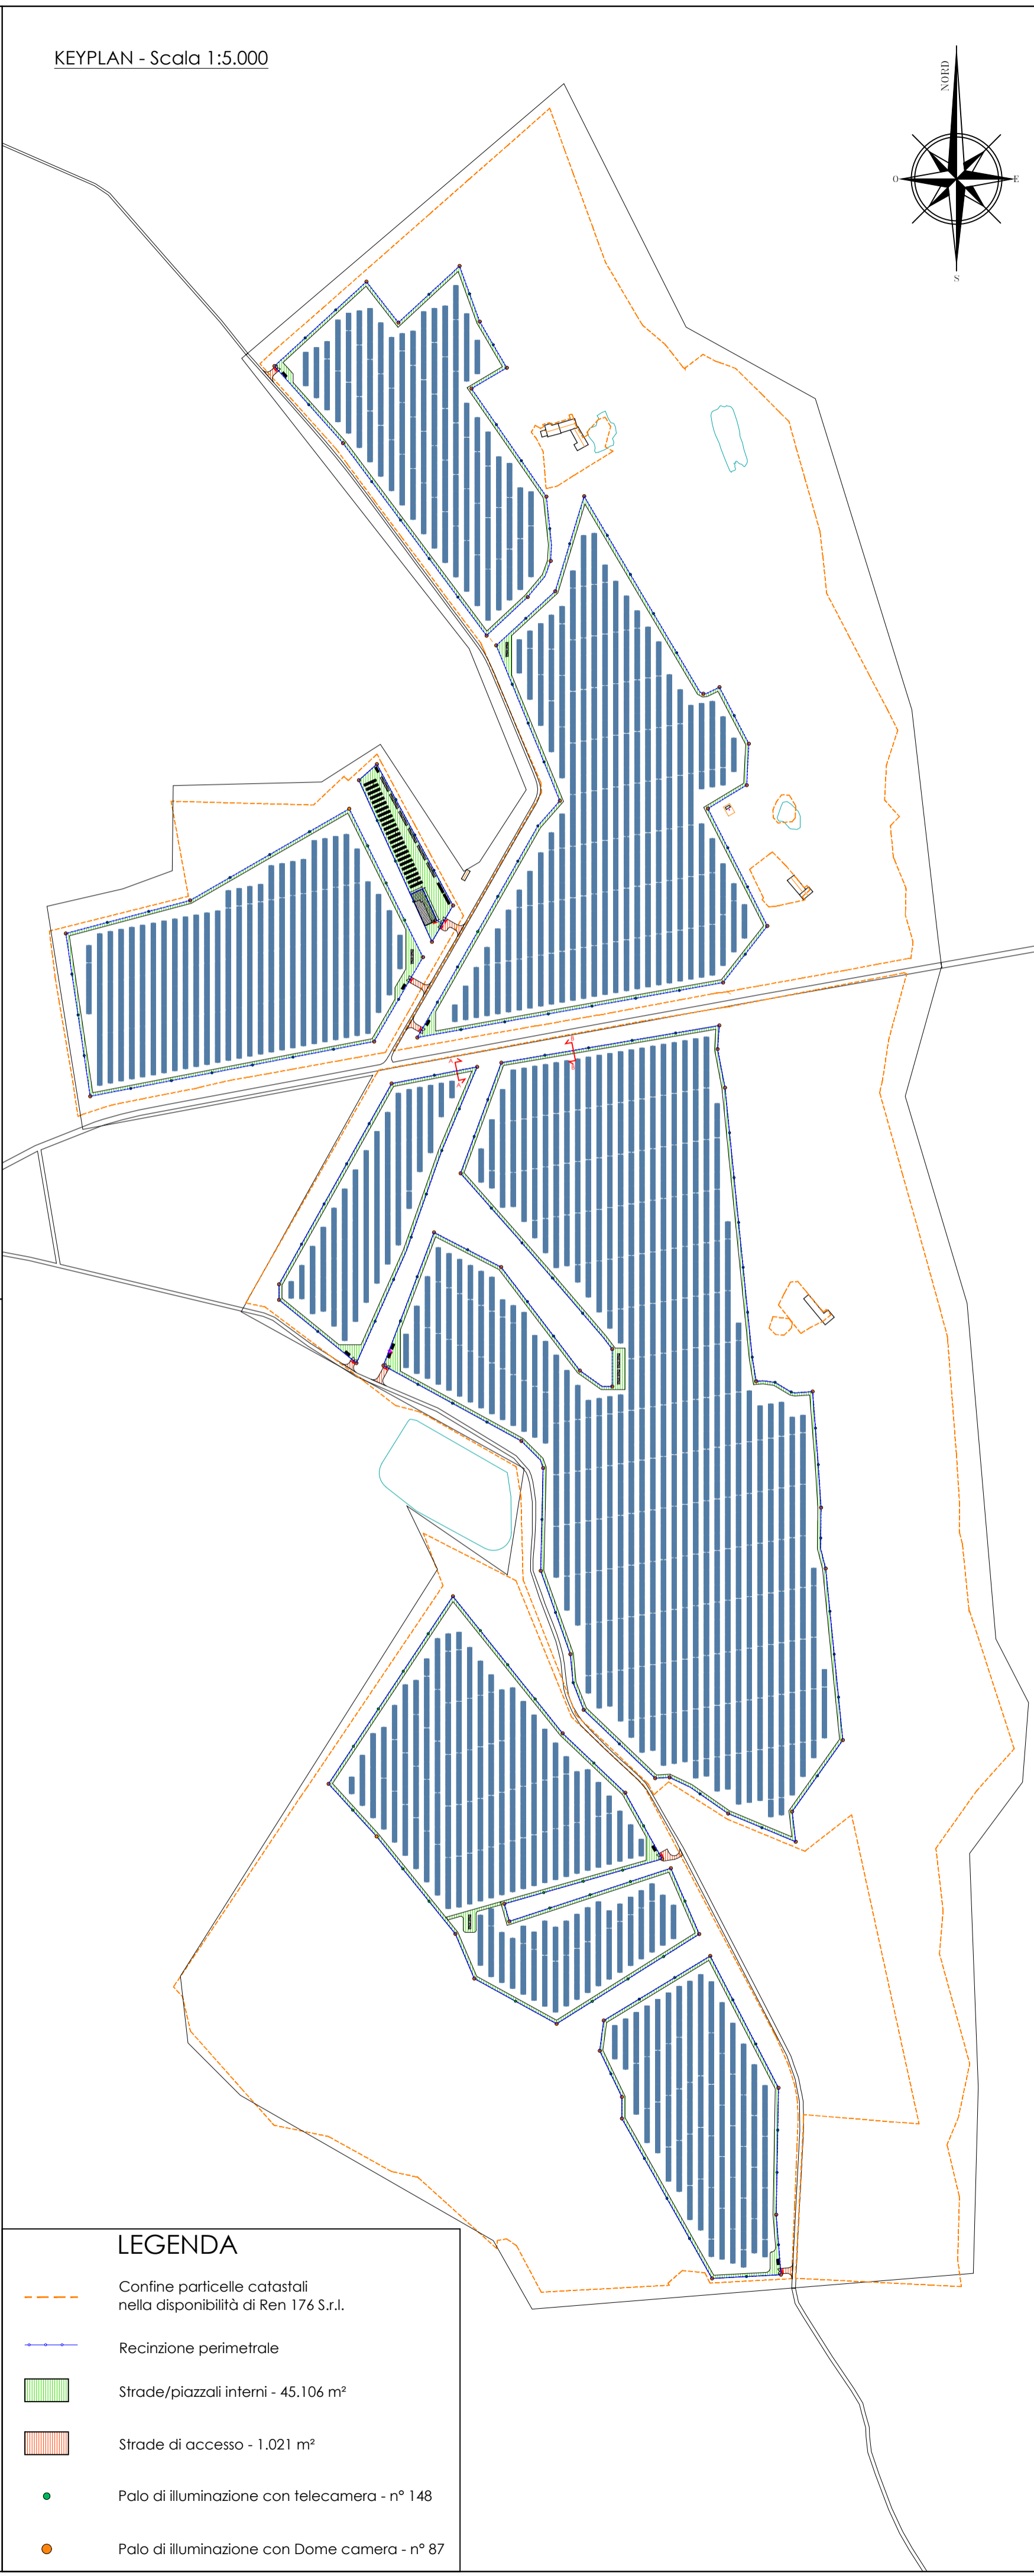 KEYPLAN - Scala 1:5.000
NORD
O
E
S
A
A'
LEGENDA
Confine particelle catastali
nella disponibilità di Ren 176 S.r.l.
Recinzione perimetrale
Strade/piazzali interni - 45.106 m²
Strade di accesso - 1.021 m²
Palo di illuminazione con telecamera - n° 148
Palo di illuminazione con Dome camera - n° 87